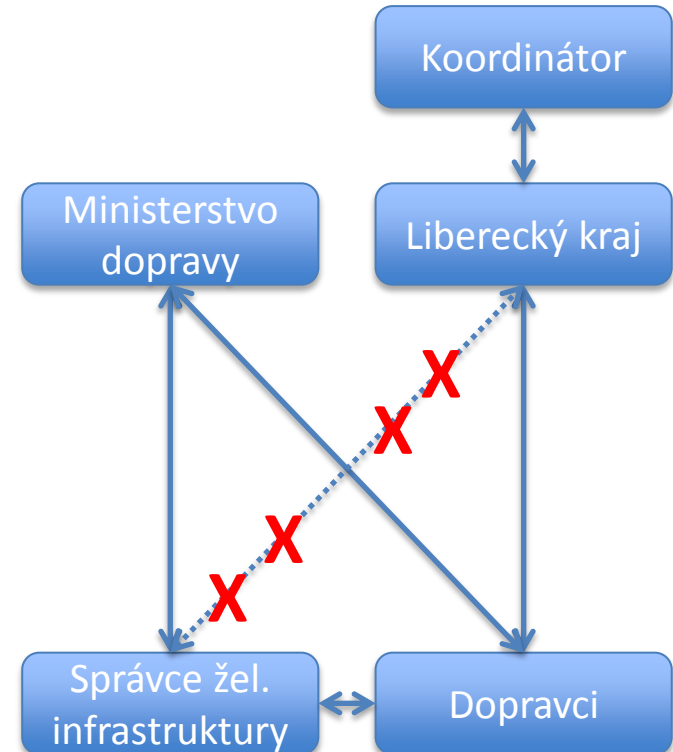 Koordinátor
Ministerstvo
dopravy
Liberecký kraj
X
X
X
X
Správce žel.
infrastruktury
Dopravci